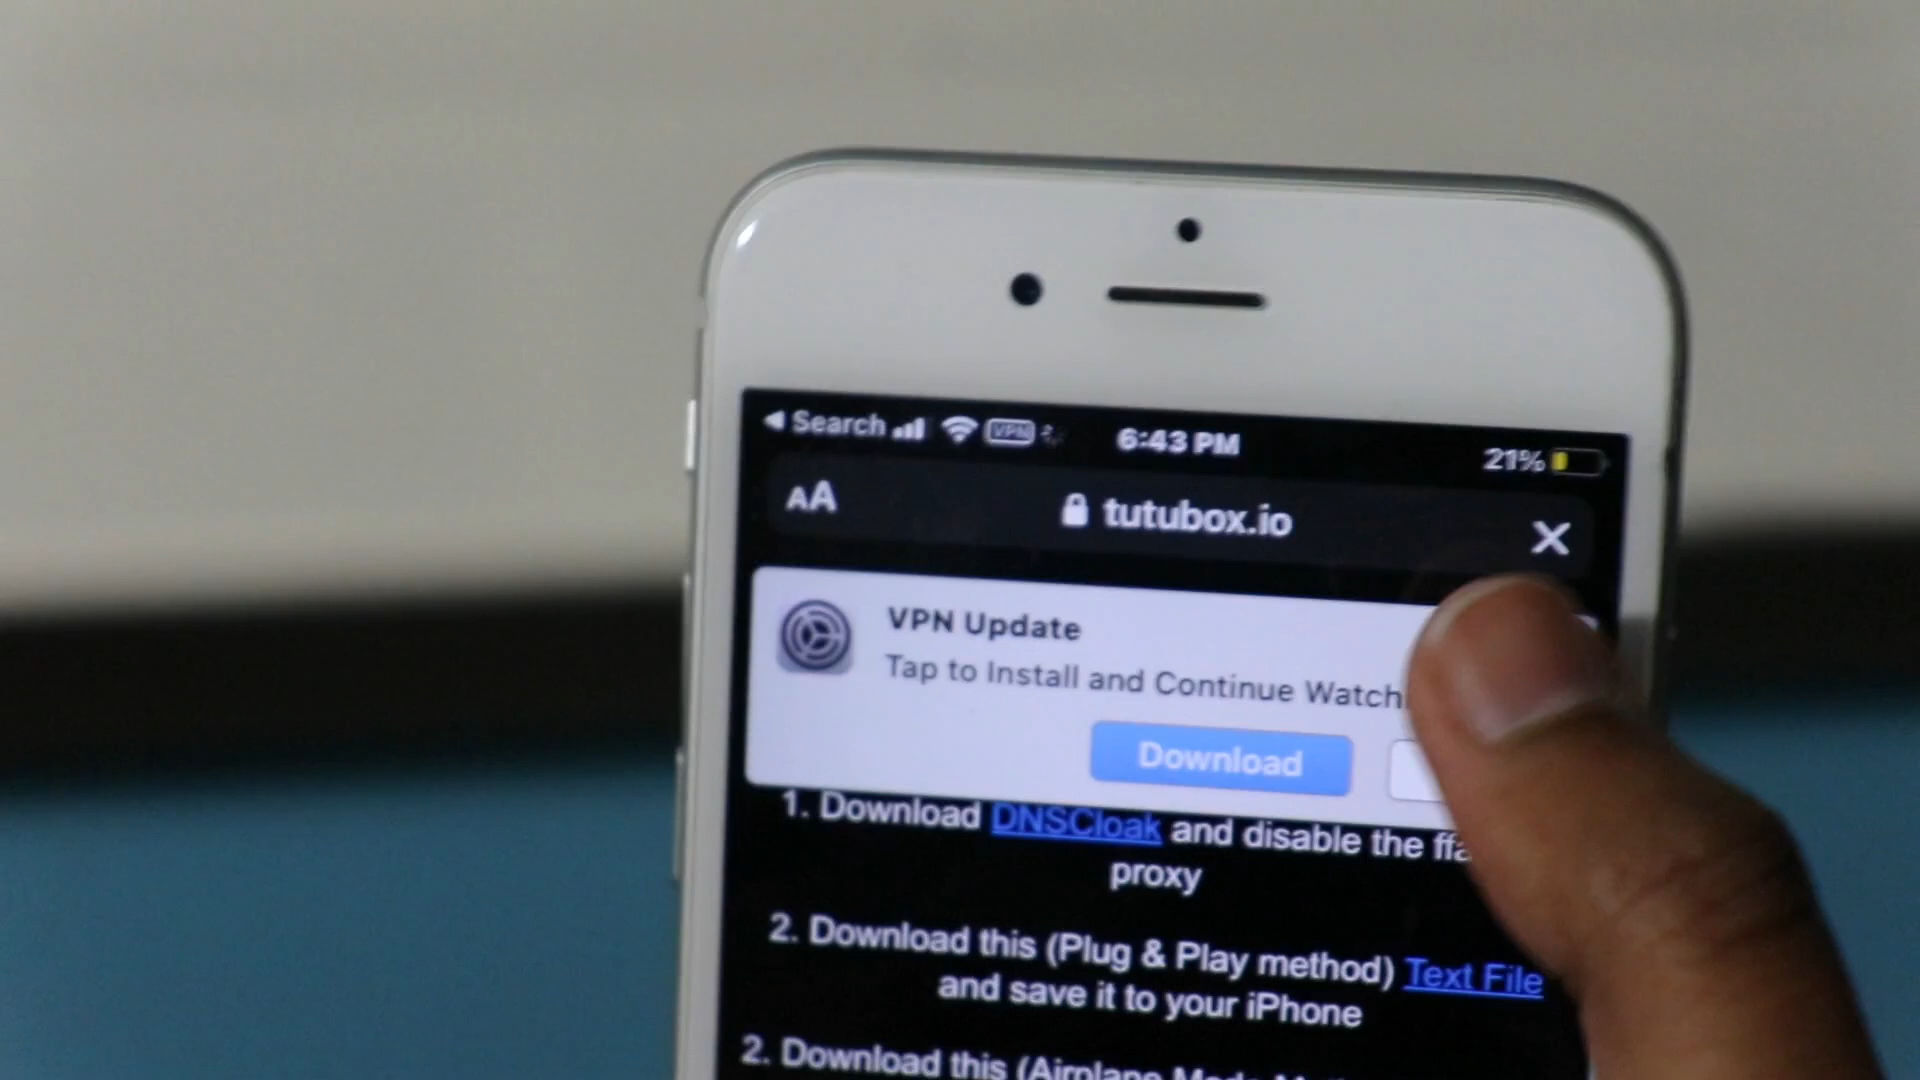 Search VPN 6:43 PM 21%
AA tutubox.io
VPN Update
Tap to Install and Continue
Download
1. Download DNSCloak and disable the
proxy
2. Download this (Plug & Play method) Text File
and save it to your iPhone
2. Download this (Airplane Mode